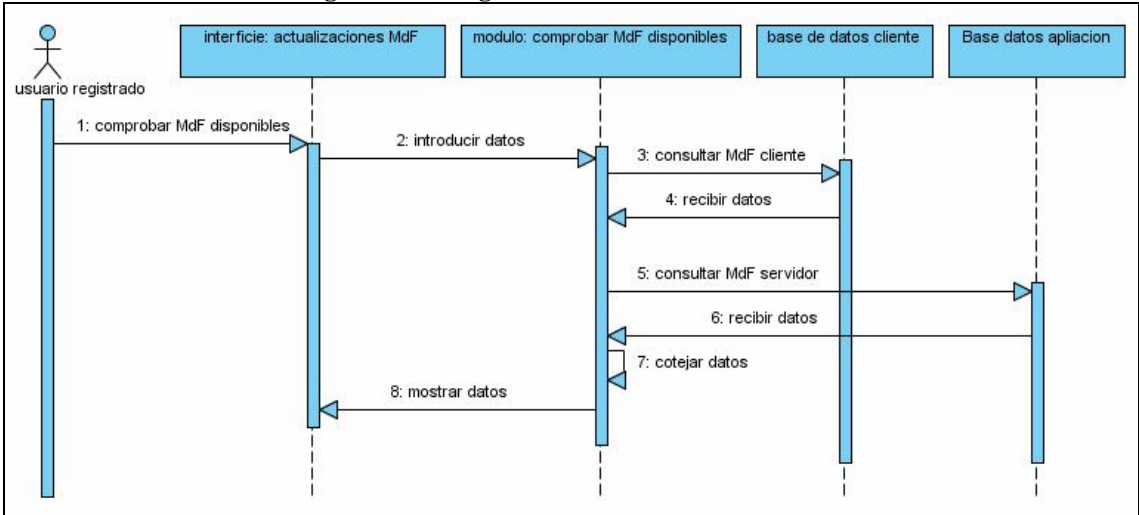 interficie: actualizaciones MdF
modulo: comprobar MdF disponibles
base de datos cliente
Base datos apliacion
usuario registrado
1: comprobar MdF disponibles
2: introducir datos
3: consultar MdF cliente
4: recibir datos
5: consultar MdF servidor
6: recibir datos
7: cotejar datos
8: mostrar datos